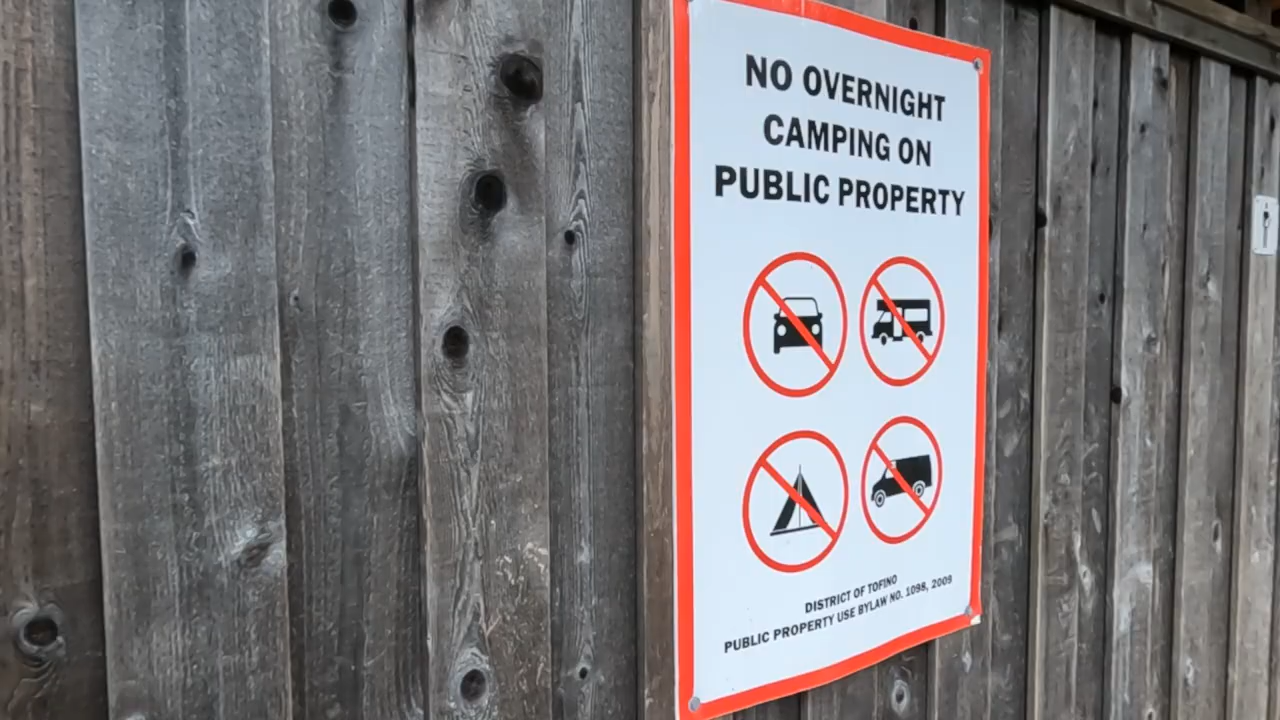 NO OVERNIGHT
CAMPING ON
PUBLIC PROPERTY
DISTRICT OF TOFINO
PUBLIC PROPERTY USE BYLAW NO. 1098, 2009